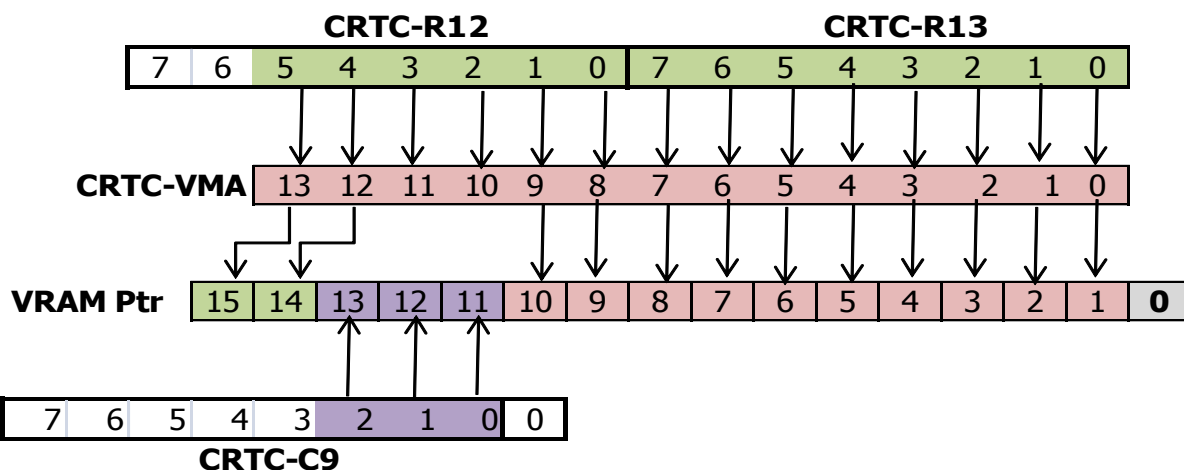 CRTC-R12 CRTC-R13
7 6 5 4 3 2 1 0 7 6 5 4 3 2 1 0
CRTC-VMA 13 12 11 10 9 8 7 6 5 4 3 2 1 0
VRAM Ptr 15 14 13 12 11 10 9 8 7 6 5 4 3 2 1 0
7 6 5 4 3 2 1 0 0
CRTC-C9